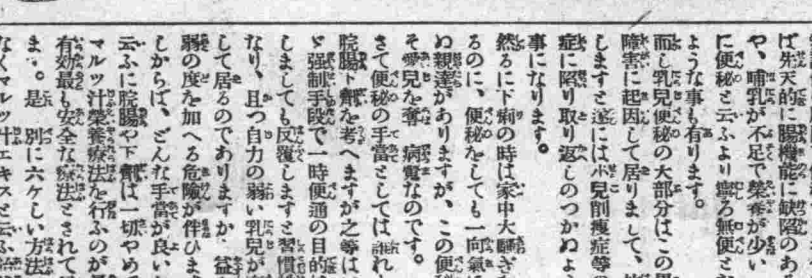 ば先天的に腸機能に缺陷のあ
や、哺乳が不足で榮養が少い
に便秘と云ふより寧ろ無便と
ような事も有ります。
而し乳兒便秘の大部分はこの
障害に起因して居りまして、
しますと遂には小兒削瘦症等の
症に陷り取り返しのつかぬよ
事になります。
然るに下痢の時は家中大騷ぎ
るのに、便秘をしても一向氣
ぬ親達がありますが、この便
そ愛兒を奪 病魔なのです。
さて便秘の手當としては誰れ
浣腸下劑を考へますが之等は
ゞ强制手段で一時便通の目的
しましても反覆しますと習慣
なり、且つ自力の弱い乳兒が
して居るのでありますか 益
弱の度を加へる危險が伴ひま
しからば、どんな手當が良い
云ふに浣腸や下劑は一切やめ
マルツ汁榮養療法を行ふのが
有效最も安全な療法とされて
ま 。是 別に六ケしい方法
なくマルツ汁エキスと云ふ